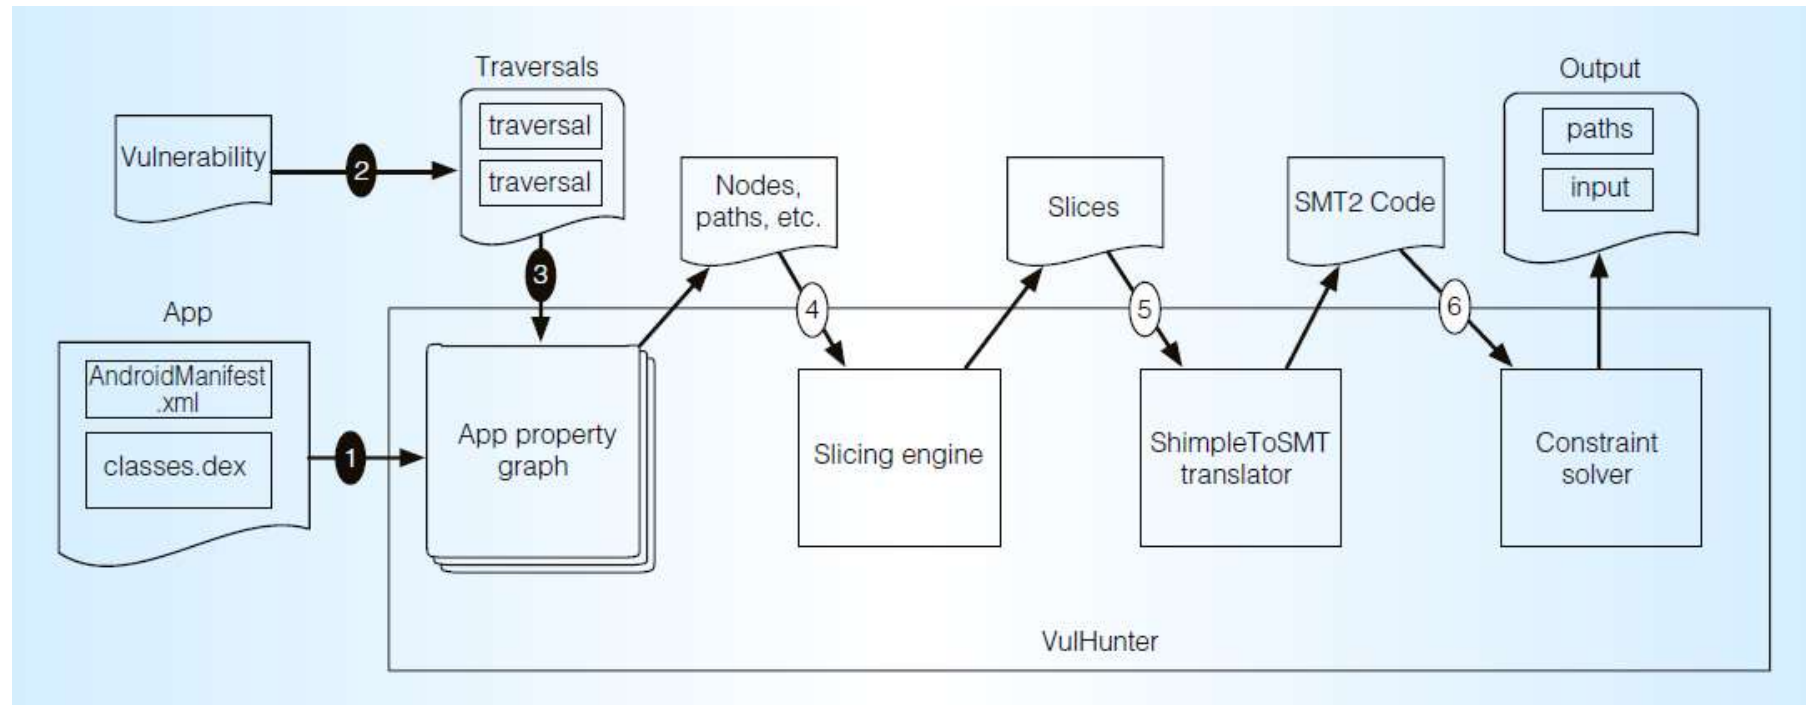 Traversals
Output
traversal
traversal
Vulnerability
2
paths
input
Nodes,
paths, etc.
Slices
SMT2 Code
3
App
4
5
6
AndroidManifest
.xml
classes.dex
1
App property
graph
Slicing engine
ShimpleToSMT
translator
Constraint
solver
VulHunter